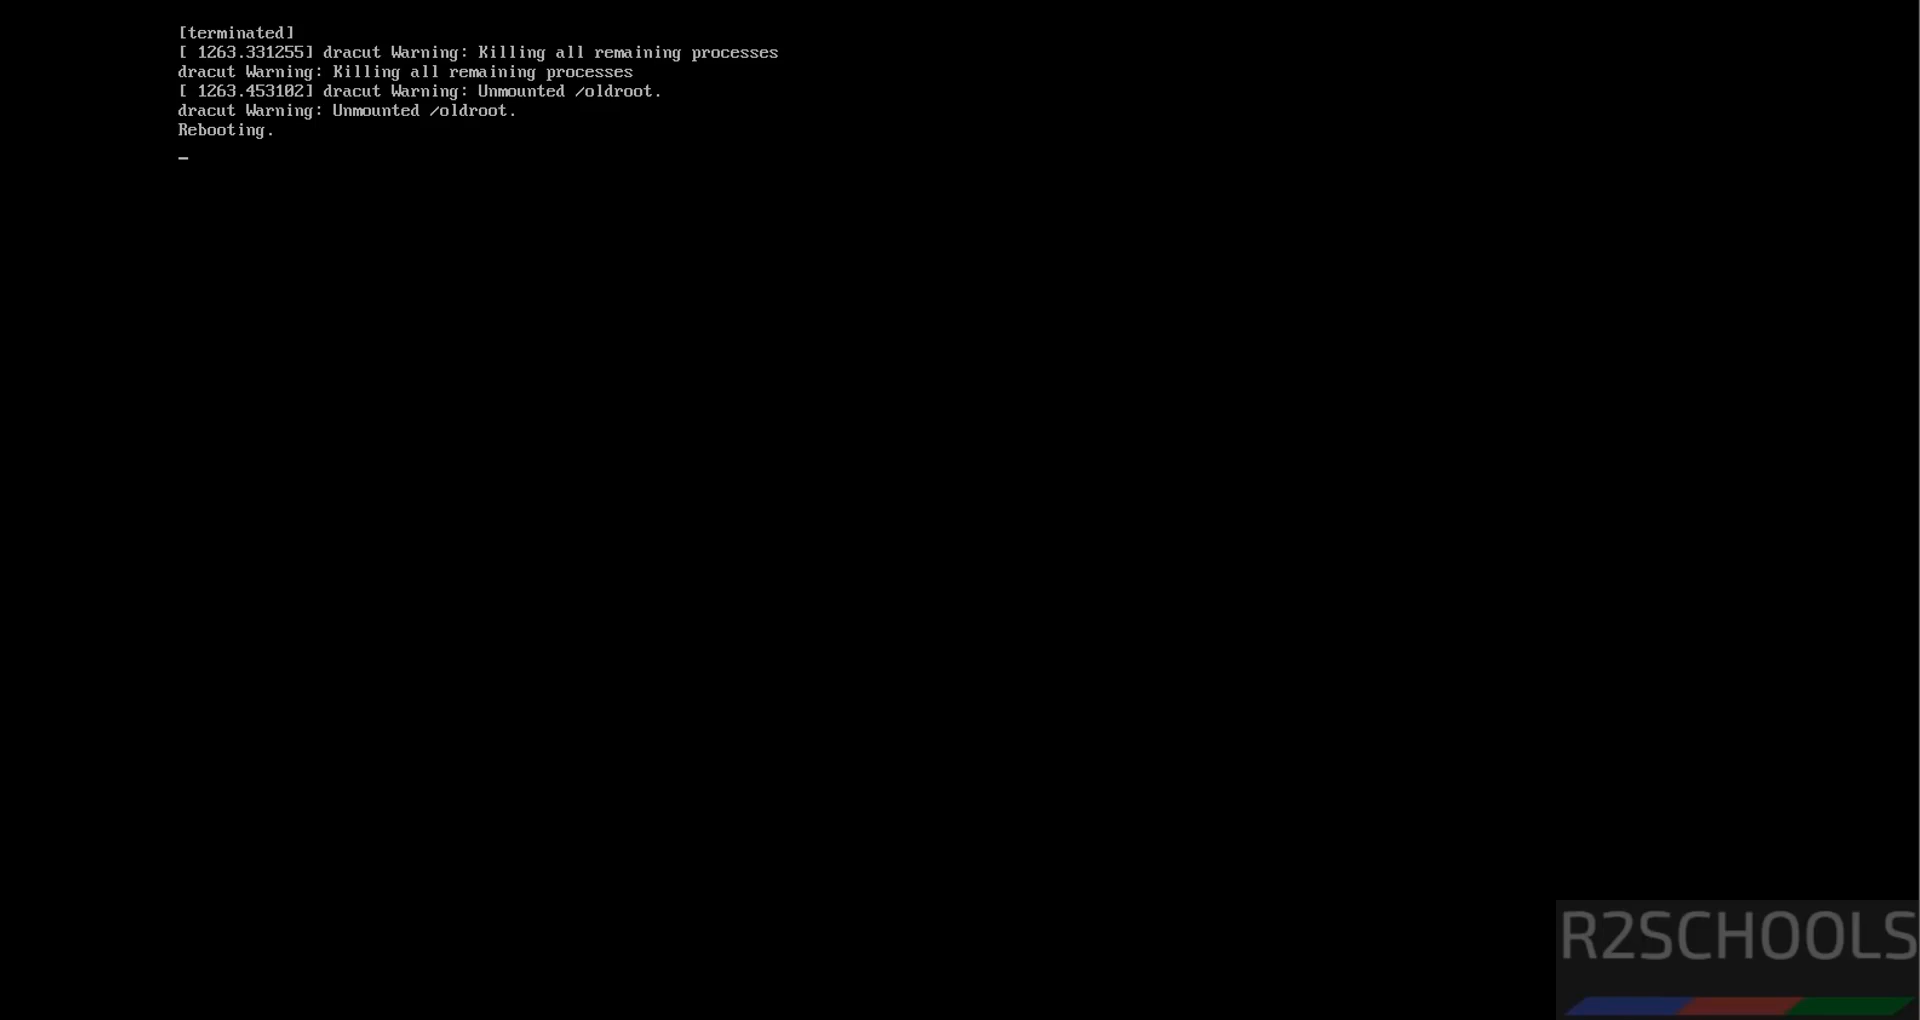 [terminated]
[ 1263.331255] dracut Warning: Killing all remaining processes
dracut Warning: Killing all remaining processes
[ 1263.453102] dracut Warning: Unmounted /oldroot.
dracut Warning: Unmounted /oldroot.
Rebooting.
_
R2SCHOOLS